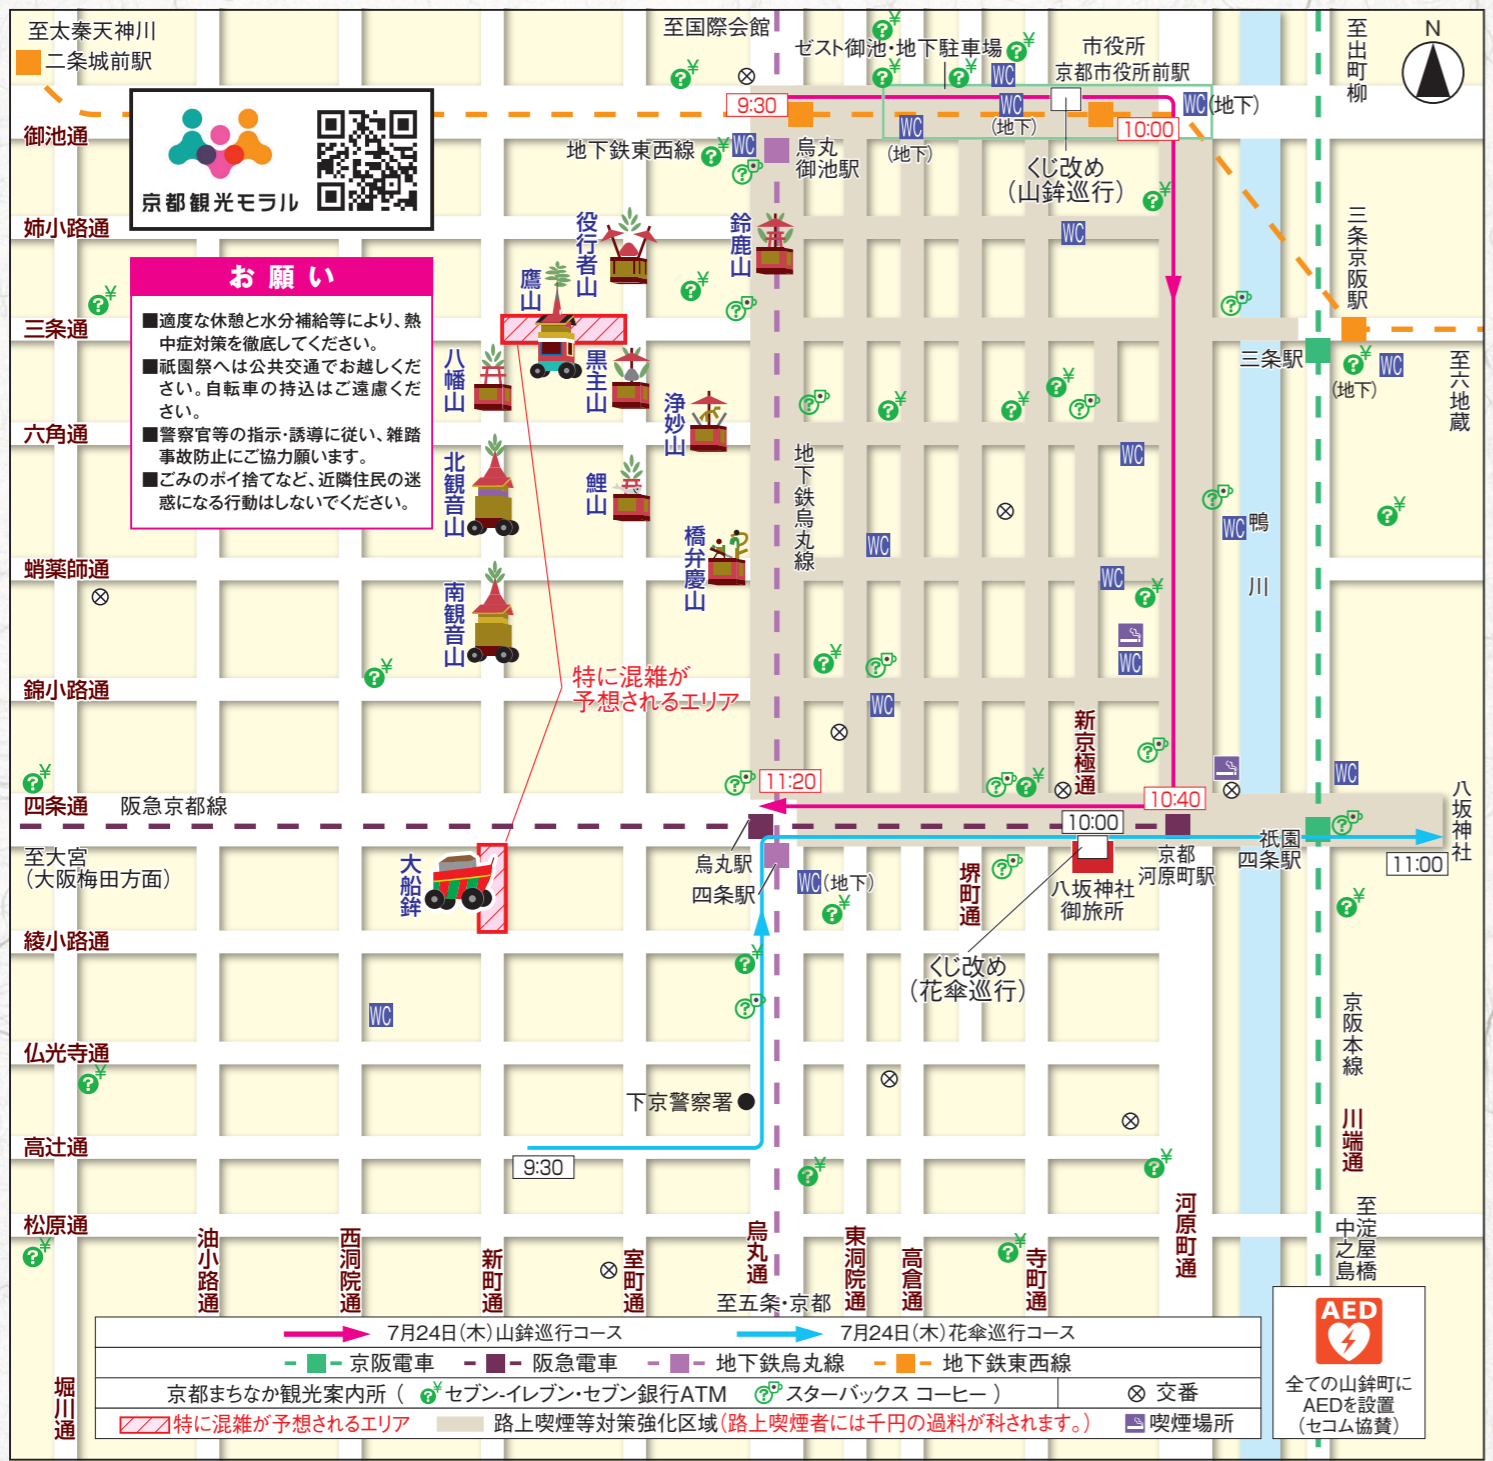 至太秦天神川
二条城前駅
至国際会館
ゼスト御池・地下駐車場
市役所
京都市役所前駅
至出町柳
N
9:30
WC
WC
(地下)
WC(地下)
WC
(地下)
10:00
御池通
地下鉄東西線
WC
烏丸
御池駅
くじ改め
(山鉾巡行)
京都観光モラル
姉小路通
役行者山
鈴鹿山
WC
三条京阪駅
お願い
■適度な休憩と水分補給等により、熱
中症対策を徹底してください。
■祇園祭へは公共交通でお越しくだ
さい。自転車の持込はご遠慮くだ
さい。
■警察官等の指示・誘導に従い、雑踏
事故防止にご協力願います。
■ごみのポイ捨てなど、近隣住民の迷
惑になる行動はしないでください。
鷹山
三条通
三条駅
(地下)
WC
至六地蔵
八幡山
黒主山
浄妙山
六角通
WC
北観音山
鯉山
地下鉄烏丸線
橋弁慶山
WC
WC
鴨川
蛸薬師通
WC
南観音山
WC
特に混雑が
予想されるエリア
錦小路通
WC
新京極通
11:20
10:40
WC
四条通
阪急京都線
10:00
八坂神社
至大宮
(大阪梅田方面)
大船鉾
烏丸駅
四条駅
WC(地下)
堺町通
京都
河原町駅
祇園
四条駅
11:00
八坂神社
御旅所
綾小路通
くじ改め
(花傘巡行)
WC
京阪本線
仏光寺通
下京警察署
川端通
高辻通
9:30
松原通
油小路通
西洞院通
新町通
室町通
烏丸通
東洞院通
高倉通
寺町通
河原町通
至淀屋橋
中之島
至五条・京都
堀川通
7月24日(木)山鉾巡行コース
7月24日(木)花傘巡行コース
京阪電車
阪急電車
地下鉄烏丸線
地下鉄東西線
京都まちなか観光案内所( セブン-イレブン・セブン銀行ATM スターバックス コーヒー)
交番
特に混雑が予想されるエリア
路上喫煙等対策強化区域(路上喫煙者には千円の過料が科されます。)
喫煙場所
AED
全ての山鉾町に
AEDを設置
(セコム協賛)